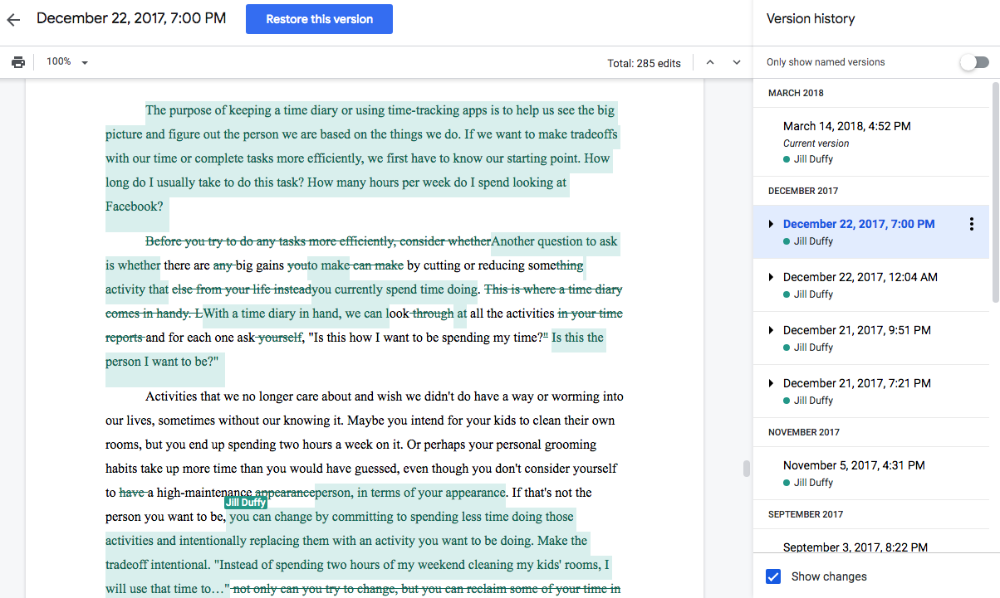 December 22, 2017, 7:00 PM
Restore this version
Version history
100%
Total: 285 edits
Only show named versions
The purpose of keeping a time diary or using time-tracking apps is to help us see the big
picture and figure out the person we are based on the things we do. If we want to make tradeoffs
with our time or complete tasks more efficiently, we first have to know our starting point. How
long do I usually take to do this task? How many hours per week do I spend looking at
Facebook?
Before you try to do any tasks more efficiently, consider whetherAnother question to ask
is whether there are any big gains youto make can make by cutting or reducing something
activity that else from your life insteadyou currently spend time doing. This is where a time diary
comes in handy. LWith a time diary in hand, we can look through at all the activities in your time
reports and for each one ask yourself, "Is this how I want to be spending my time?" Is this the
person I want to be?"
Activities that we no longer care about and wish we didn't do have a way or worming into
our lives, sometimes without our knowing it. Maybe you intend for your kids to clean their own
rooms, but you end up spending two hours a week on it. Or perhaps your personal grooming
habits take up more time than you would have guessed, even though you don't consider yourself
to have a high-maintenance appearanceperson, in terms of your appearance. If that's not the
Jill Duffy
person you want to be, you can change by committing to spending less time doing those
activities and intentionally replacing them with an activity you want to be doing. Make the
tradeoff intentional. "Instead of spending two hours of my weekend cleaning my kids' rooms, I
will use that time to…" not only can you try to change, but you can reclaim some of your time in
MARCH 2018
March 14, 2018, 4:52 PM
Current version
Jill Duffy
DECEMBER 2017
December 22, 2017, 7:00 PM
Jill Duffy
December 22, 2017, 12:04 AM
Jill Duffy
December 21, 2017, 9:51 PM
Jill Duffy
December 21, 2017, 7:21 PM
Jill Duffy
NOVEMBER 2017
November 5, 2017, 4:31 PM
Jill Duffy
SEPTEMBER 2017
September 3, 2017, 8:22 PM
Show changes